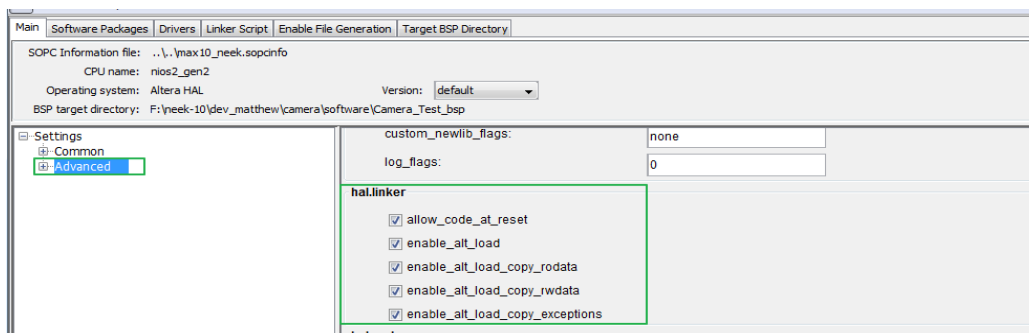 Main Software Packages Drivers Linker Script Enable File Generation Target BSP Directory
SOPC Information file: ..\..\max10_neek.sopcinfo
CPU name: nios2_gen2
Operating system: Altera HAL Version: default
BSP target directory: F:\neek-10\dev_matthew\camera\software\Camera_Test_bsp
Settings
Common
Advanced
custom_newlib_flags: none
log_flags: 0
hal.linker
allow_code_at_reset
enable_alt_load
enable_alt_load_copy_rodata
enable_alt_load_copy_rwdata
enable_alt_load_copy_exceptions